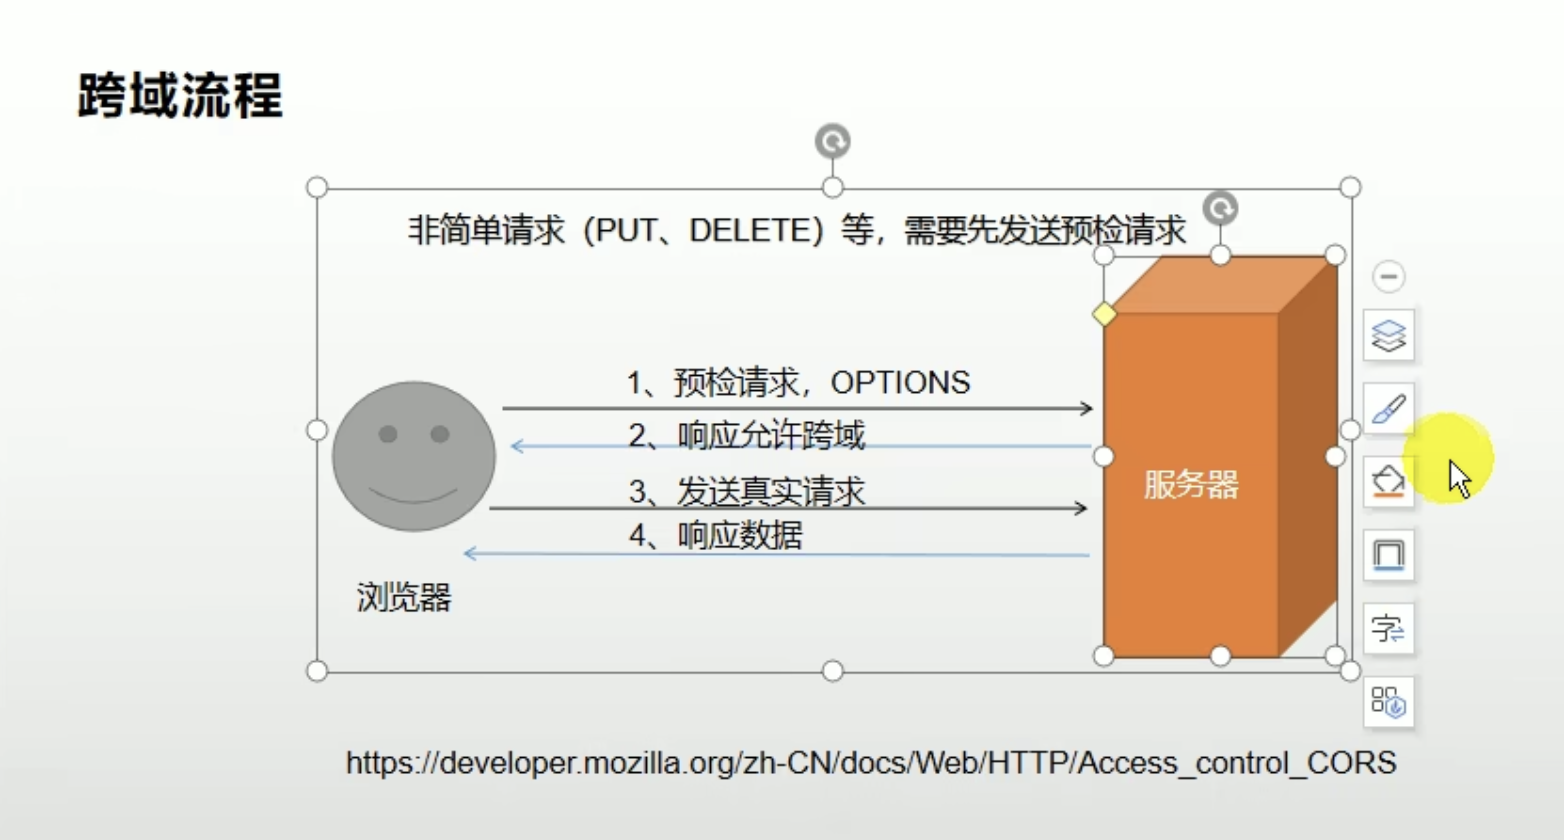 跨域流程
非简单请求（PUT、DELETE）等，需要先发送预检请求
1、预检请求，OPTIONS
2、响应允许跨域
3、发送真实请求
4、响应数据
服务器
浏览器
字
https://developer.mozilla.org/zh-CN/docs/Web/HTTP/Access_control_CORS